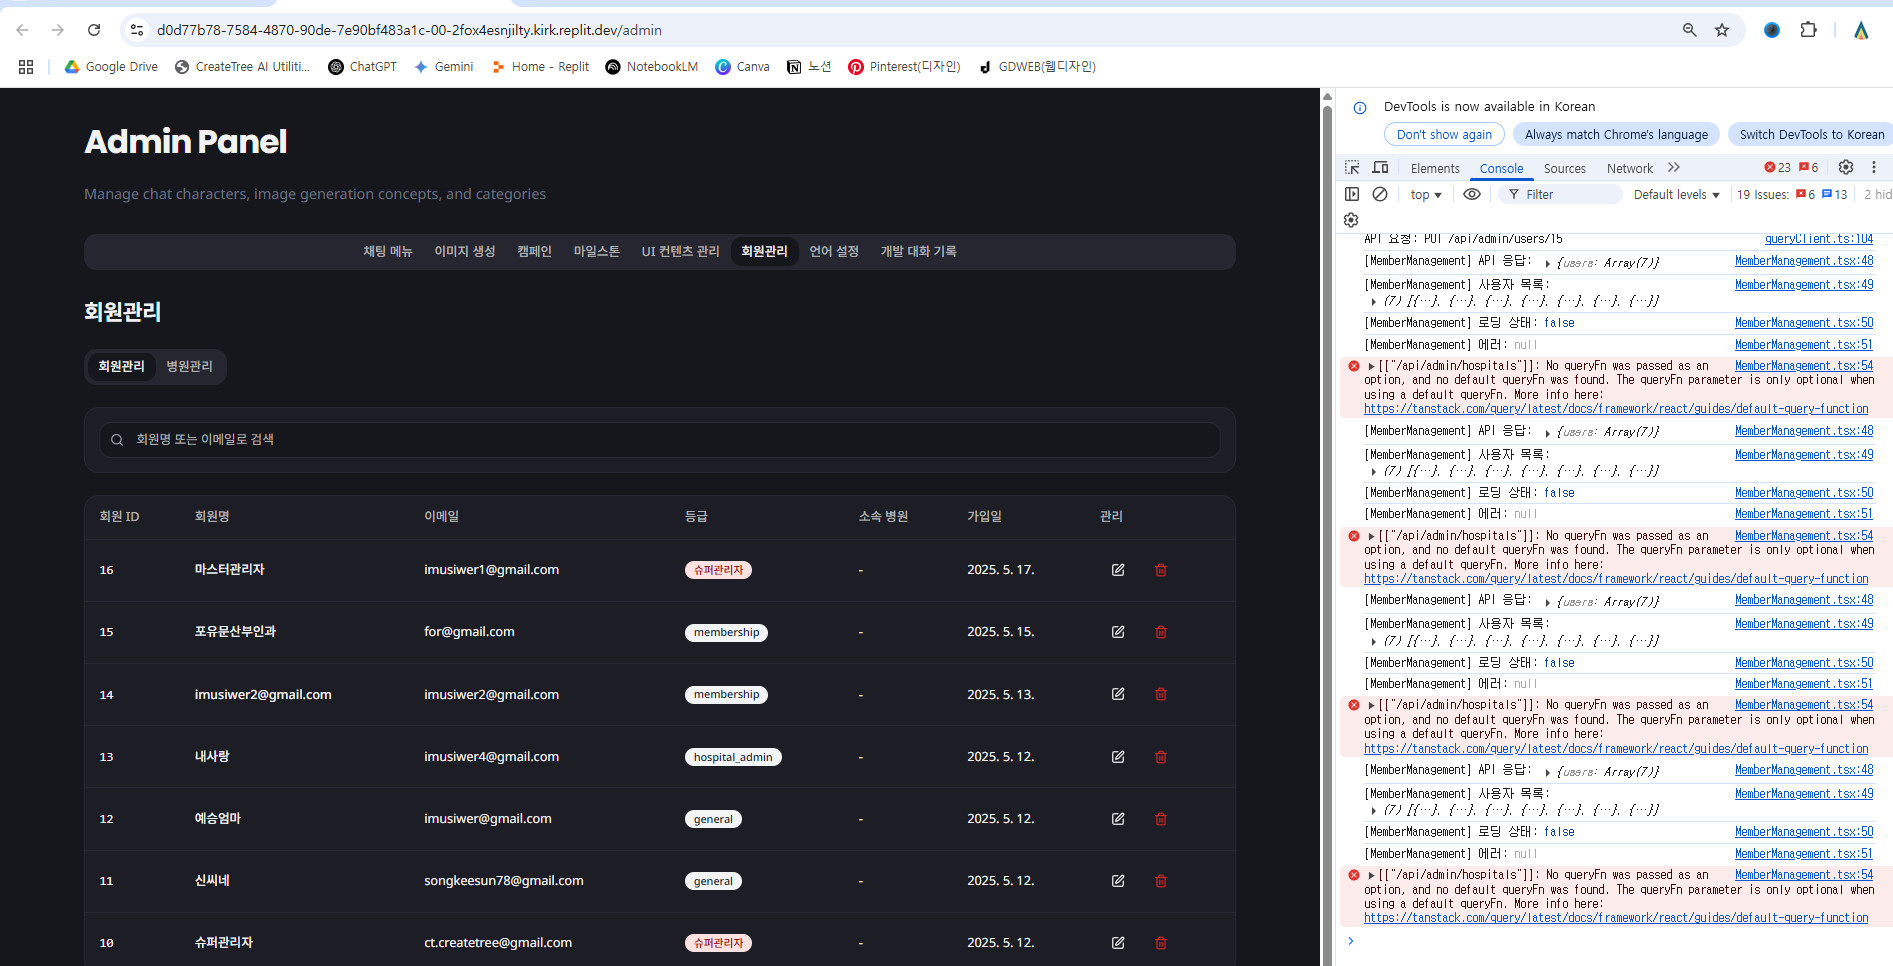 d0d77b78-7584-4870-90de-7e90bf483a1c-00-2fox4esnjilty.kirk.replit.dev/admin
Google Drive CreateTree AI Utiliti... ChatGPT Gemini Home - Replit NotebookLM Canva 노션 Pinterest(디자인) GDWEB(웹디자인)
Admin Panel
Manage chat characters, image generation concepts, and categories
채팅 메뉴 이미지 생성 캠페인 마일스톤 UI 컨텐츠 관리 회원관리 언어 설정 개발 대화 기록
회원관리
회원관리 병원관리
회원명 또는 이메일로 검색
회원 ID 회원명 이메일 등급 소속 병원 가입일 관리
16 마스터관리자 imusiwer1@gmail.com 슈퍼관리자 - 2025. 5. 17.
15 포유문산부인과 for@gmail.com membership - 2025. 5. 15.
14 imusiwer2@gmail.com imusiwer2@gmail.com membership - 2025. 5. 13.
13 내사랑 imusiwer4@gmail.com hospital_admin - 2025. 5. 12.
12 예승엄마 imusiwer@gmail.com general - 2025. 5. 12.
11 신씨네 songkeesun78@gmail.com general - 2025. 5. 12.
10 슈퍼관리자 ct.createtree@gmail.com 슈퍼관리자 - 2025. 5. 12.
DevTools is now available in Korean
Don't show again Always match Chrome's language Switch DevTools to Korean
Elements Console Sources Network 23 6
top Filter Default levels 19 Issues: 6 13 2 hid
API 요청: PUT /api/admin/users/15 queryClient.ts:104
[MemberManagement] API 응답: {users: Array(7)} MemberManagement.tsx:48
[MemberManagement] 사용자 목록: MemberManagement.tsx:49
(7) [{…}, {…}, {…}, {…}, {…}, {…}, {…}]
[MemberManagement] 로딩 상태: false MemberManagement.tsx:50
[MemberManagement] 에러: null MemberManagement.tsx:51
[["/api/admin/hospitals"]]: No queryFn was passed as an MemberManagement.tsx:54
option, and no default queryFn was found. The queryFn parameter is only optional when
using a default queryFn. More info here:
https://tanstack.com/query/latest/docs/framework/react/guides/default-query-function
[MemberManagement] API 응답: {users: Array(7)} MemberManagement.tsx:48
[MemberManagement] 사용자 목록: MemberManagement.tsx:49
(7) [{…}, {…}, {…}, {…}, {…}, {…}, {…}]
[MemberManagement] 로딩 상태: false MemberManagement.tsx:50
[MemberManagement] 에러: null MemberManagement.tsx:51
[["/api/admin/hospitals"]]: No queryFn was passed as an MemberManagement.tsx:54
option, and no default queryFn was found. The queryFn parameter is only optional when
using a default queryFn. More info here:
https://tanstack.com/query/latest/docs/framework/react/guides/default-query-function
[MemberManagement] API 응답: {users: Array(7)} MemberManagement.tsx:48
[MemberManagement] 사용자 목록: MemberManagement.tsx:49
(7) [{…}, {…}, {…}, {…}, {…}, {…}, {…}]
[MemberManagement] 로딩 상태: false MemberManagement.tsx:50
[MemberManagement] 에러: null MemberManagement.tsx:51
[["/api/admin/hospitals"]]: No queryFn was passed as an MemberManagement.tsx:54
option, and no default queryFn was found. The queryFn parameter is only optional when
using a default queryFn. More info here:
https://tanstack.com/query/latest/docs/framework/react/guides/default-query-function
[MemberManagement] API 응답: {users: Array(7)} MemberManagement.tsx:48
[MemberManagement] 사용자 목록: MemberManagement.tsx:49
(7) [{…}, {…}, {…}, {…}, {…}, {…}, {…}]
[MemberManagement] 로딩 상태: false MemberManagement.tsx:50
[MemberManagement] 에러: null MemberManagement.tsx:51
[["/api/admin/hospitals"]]: No queryFn was passed as an MemberManagement.tsx:54
option, and no default queryFn was found. The queryFn parameter is only optional when
using a default queryFn. More info here:
https://tanstack.com/query/latest/docs/framework/react/guides/default-query-function